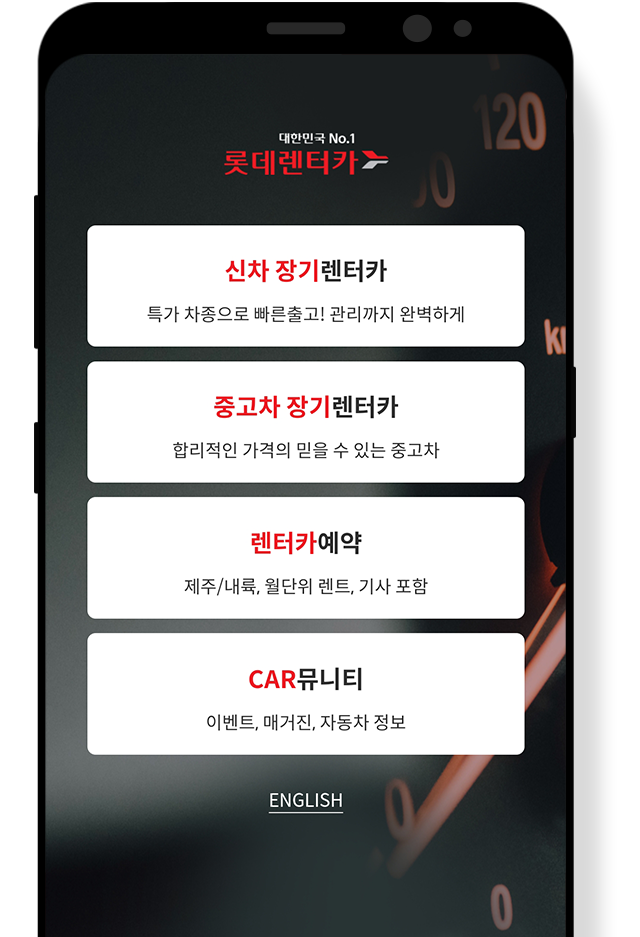 120
대한민국 No.1
롯데렌터카
신차 장기렌터카
특가 차종으로 빠른출고! 관리까지 완벽하게
중고차 장기렌터카
합리적인 가격의 믿을 수 있는 중고차
렌터카예약
제주/내륙, 월단위 렌트, 기사 포함
CAR뮤니티
이벤트, 매거진, 자동차 정보
ENGLISH
0
0